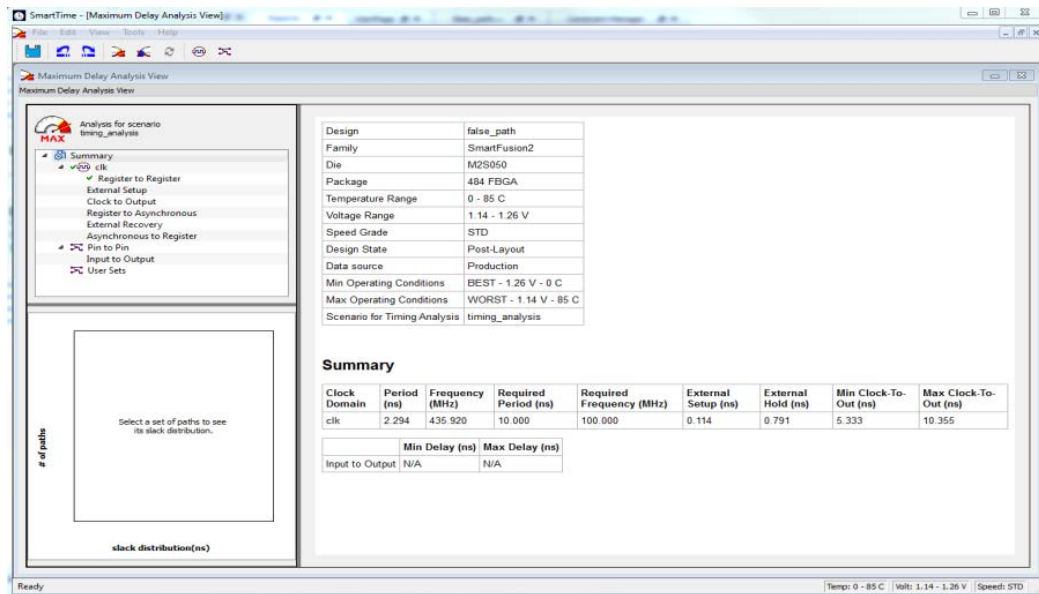 SmartTime - [Maximum Delay Analysis View]
File Edit View Tools Help
Maximum Delay Analysis View
Maximum Delay Analysis View
MAX
Analysis for scenario
timing_analysis
Summary
clk
Register to Register
External Setup
Clock to Output
Register to Asynchronous
External Recovery
Asynchronous to Register
Pin to Pin
Input to Output
User Sets
Select a set of paths to see
its slack distribution.
# of paths
slack distribution(ns)
Design false_path
Family SmartFusion2
Die M2S050
Package 484 FBGA
Temperature Range 0 - 85 C
Voltage Range 1.14 - 1.26 V
Speed Grade STD
Design State Post-Layout
Data source Production
Min Operating Conditions BEST - 1.26 V - 0 C
Max Operating Conditions WORST - 1.14 V - 85 C
Scenario for Timing Analysis timing_analysis
Summary
Clock Domain Period (ns) Frequency (MHz) Required Period (ns) Required Frequency (MHz) External Setup (ns) External Hold (ns) Min Clock-To-Out (ns) Max Clock-To-Out (ns)
clk 2.294 435.920 10.000 100.000 0.114 0.791 5.333 10.355
Min Delay (ns) Max Delay (ns)
Input to Output N/A N/A
Ready
Temp: 0 - 85 C Volt: 1.14 - 1.26 V Speed: STD